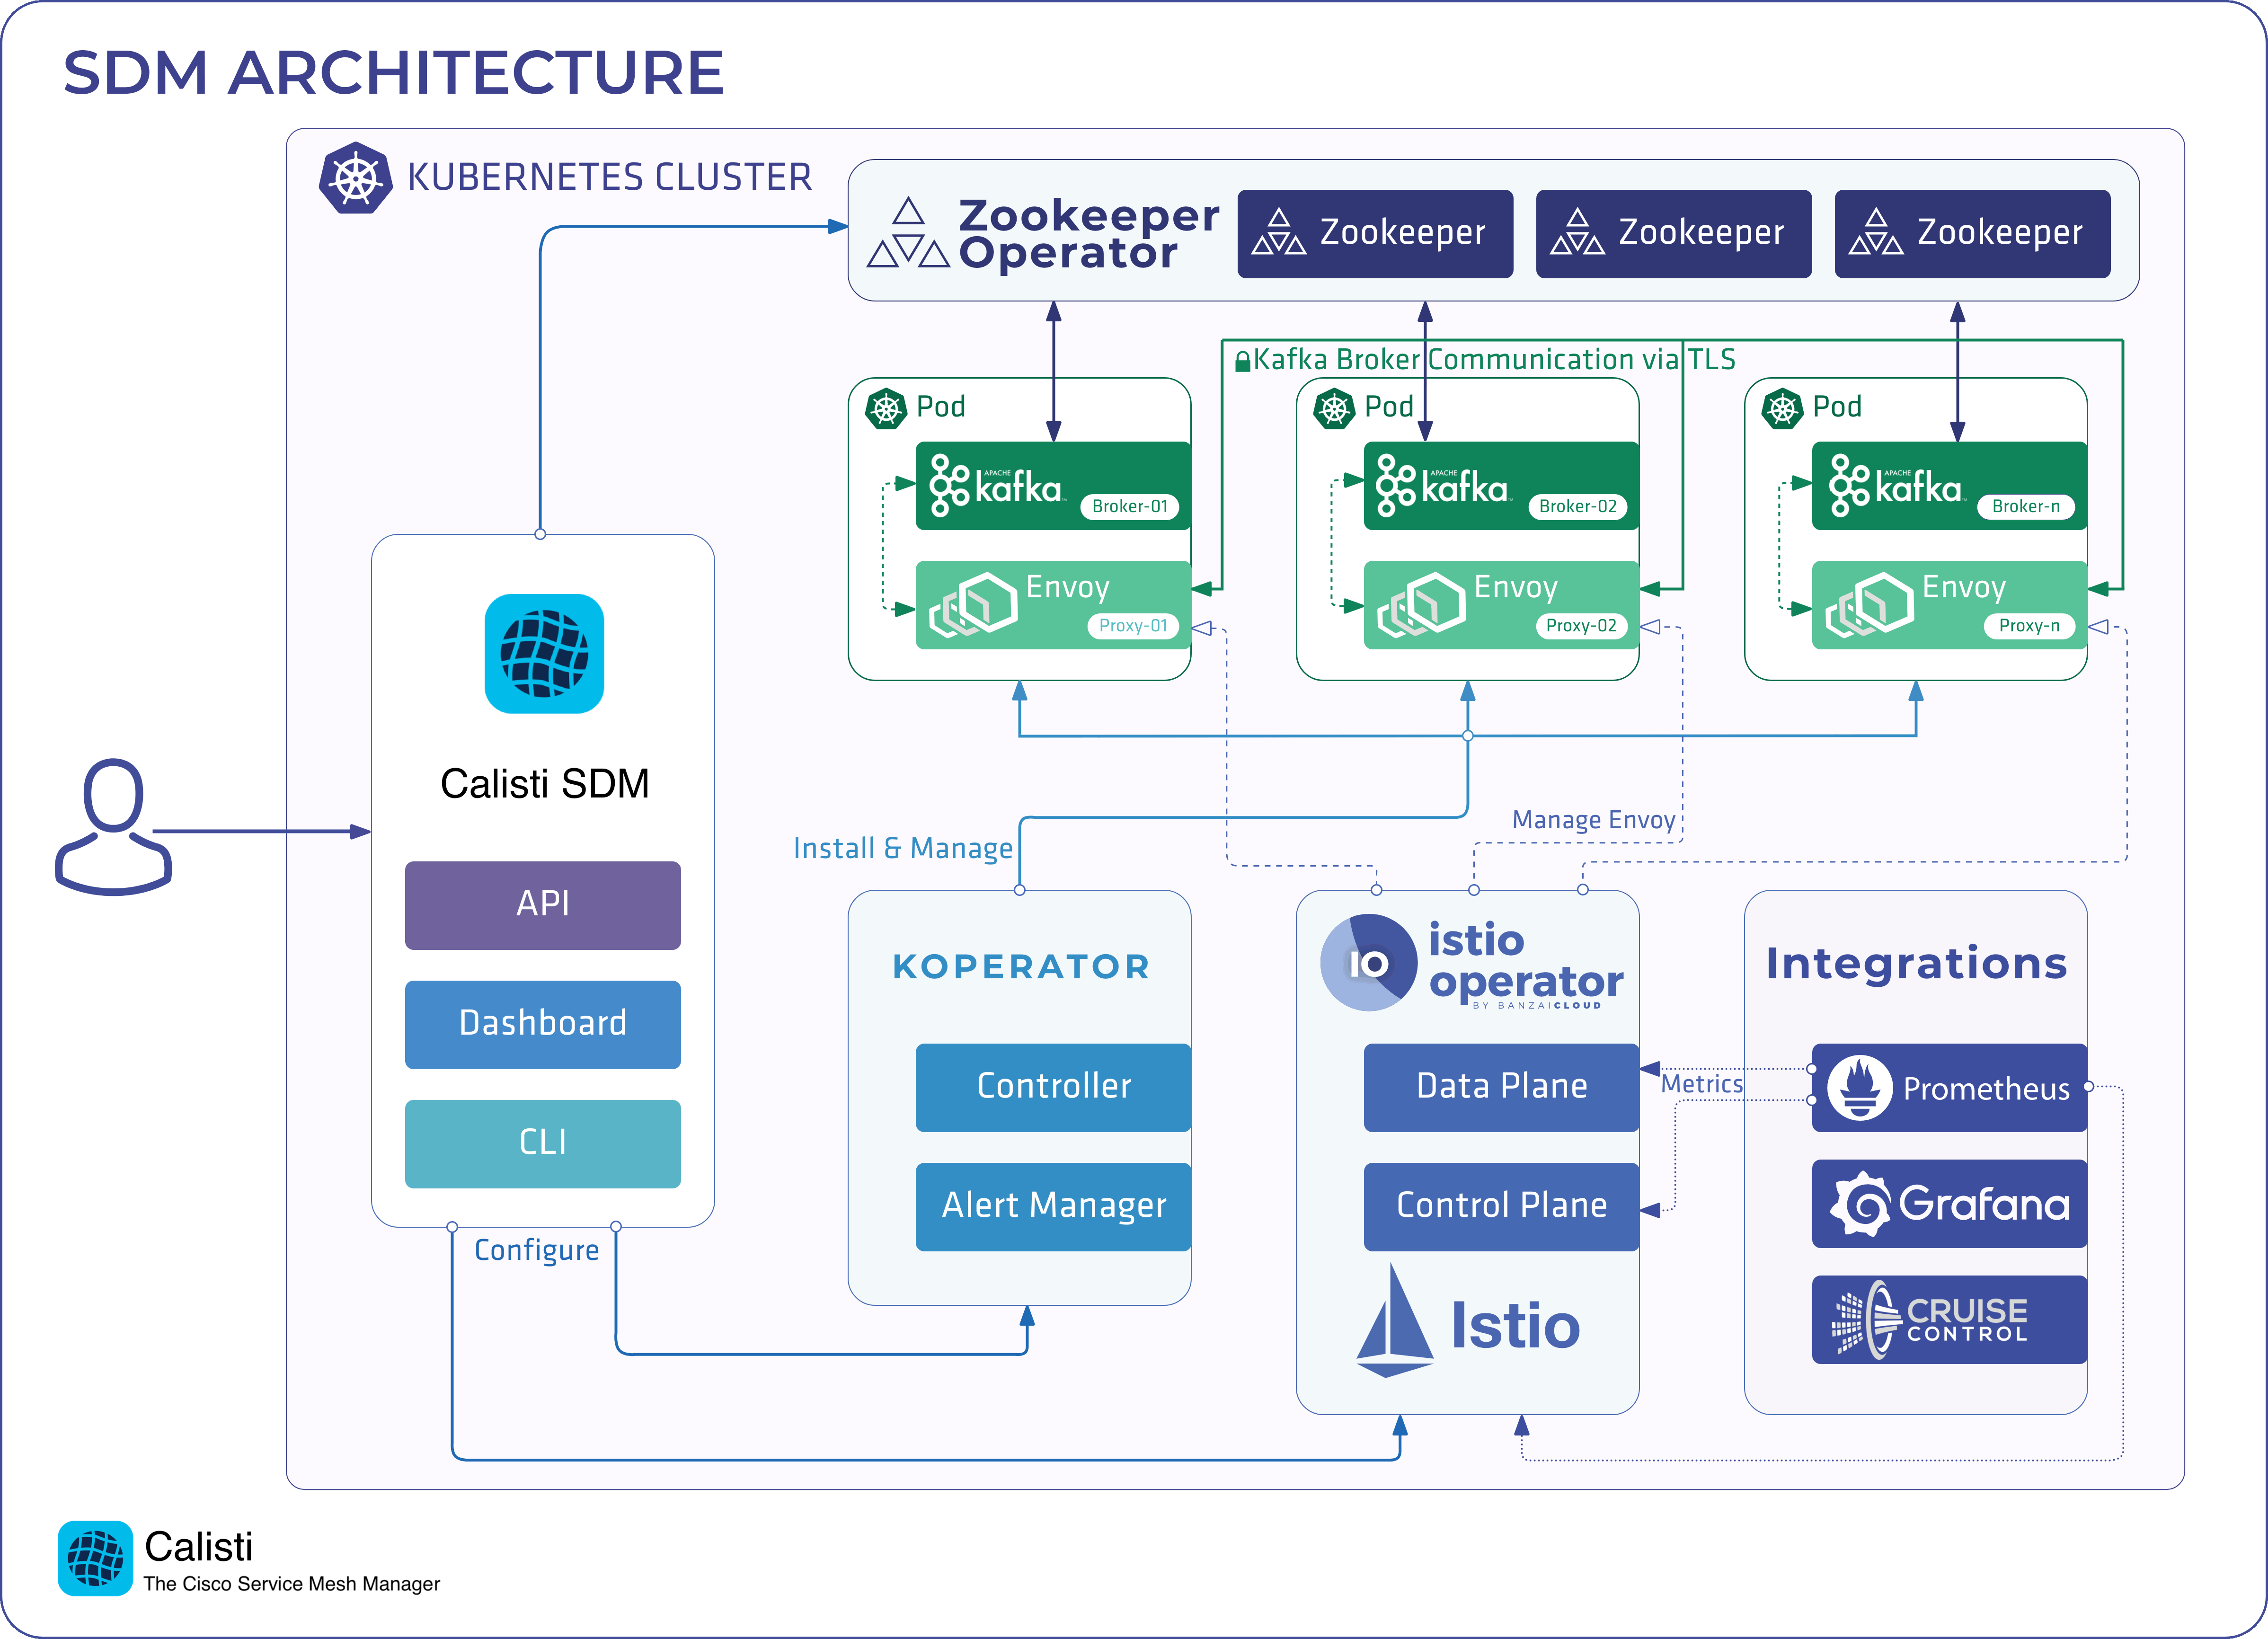 SDM ARCHITECTURE
KUBERNETES CLUSTER
Zookeeper
Operator
Zookeeper
Zookeeper
Zookeeper
Kafka Broker Communication via TLS
Pod
APACHE
kafka
TM
Broker-01
Envoy
Proxy-01
Pod
APACHE
kafka
TM
Broker-02
Envoy
Proxy-02
Pod
APACHE
kafka
TM
Broker-n
Envoy
Proxy-n
Calisti SDM
API
Dashboard
CLI
Configure
Install & Manage
Manage Envoy
KOPERATOR
Controller
Alert Manager
IO
istio
operator
BY BANZAICLOUD
Data Plane
Control Plane
Istio
Metrics
Integrations
Prometheus
Grafana
CRUISE
CONTROL
Calisti
The Cisco Service Mesh Manager